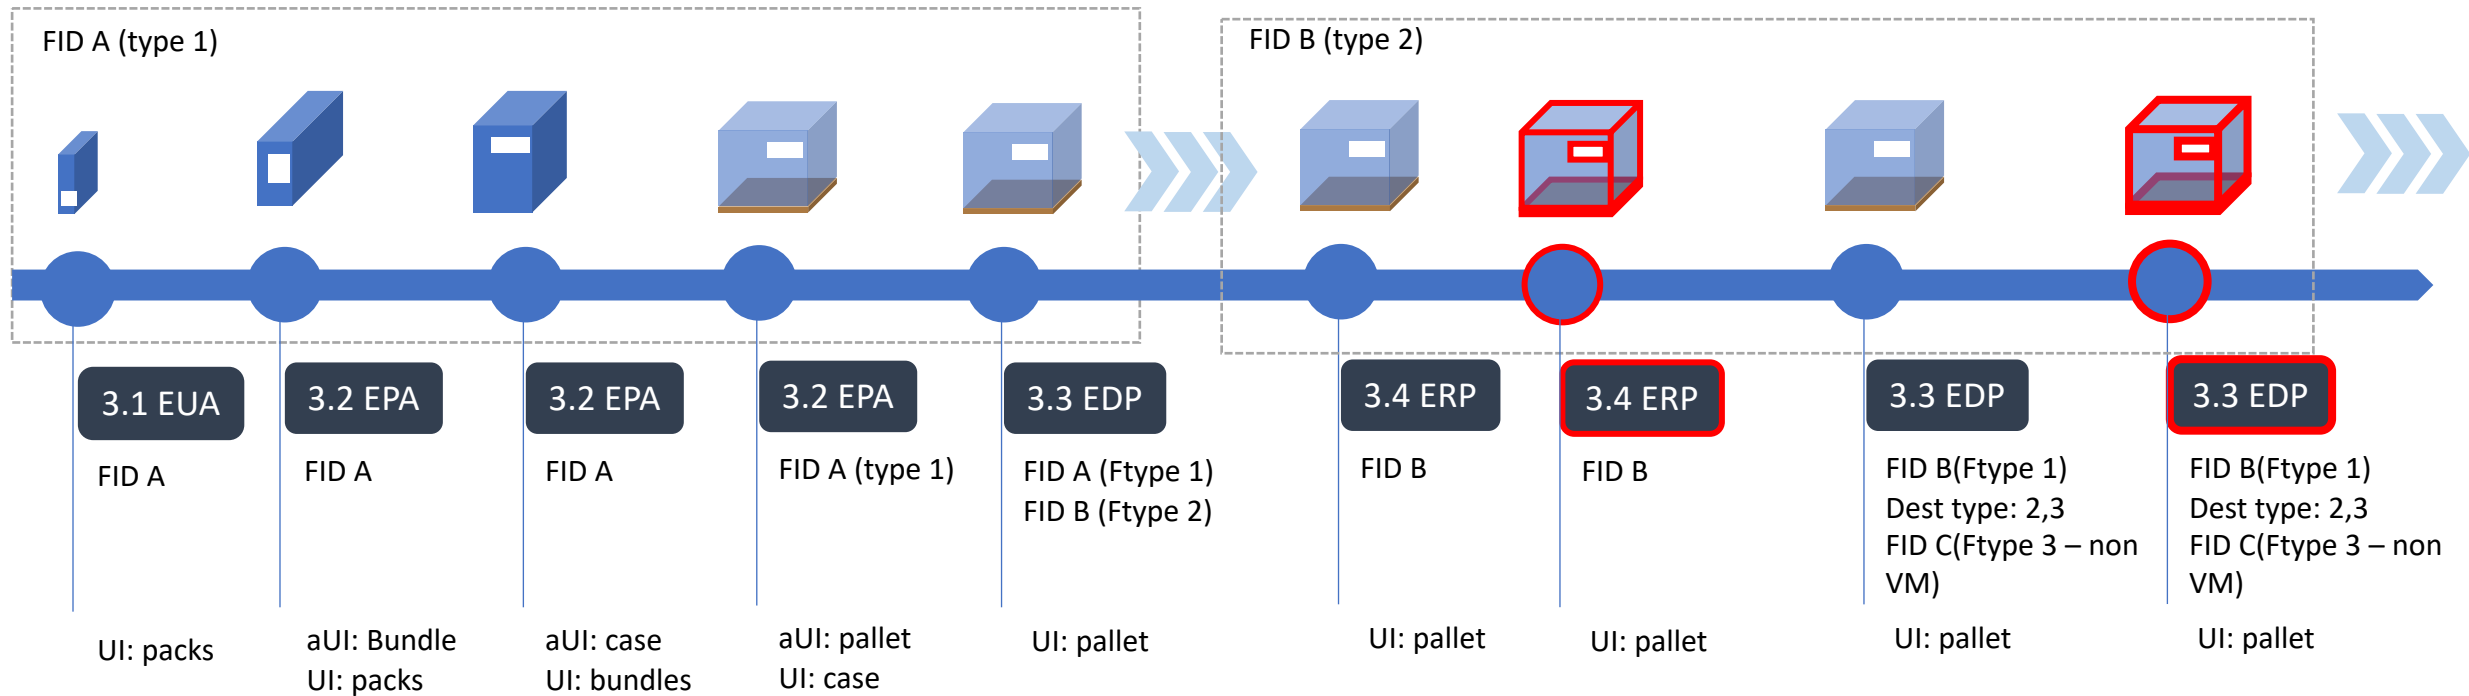 FID A (type 1)
FID B (type 2)
3.1 EUA
3.2 EPA
3.2 EPA
3.2 EPA
3.3 EDP
3.4 ERP
3.4 ERP
3.3 EDP
3.3 EDP
FID A
FID A
FID A
FID A (type 1)
FID A (Ftype 1)
FID B (Ftype 2)
FID B
FID B
FID B(Ftype 1)
Dest type: 2,3
FID C(Ftype 3 – non
VM)
FID B(Ftype 1)
Dest type: 2,3
FID C(Ftype 3 – non
VM)
UI: packs
aUI: Bundle
UI: packs
aUI: case
UI: bundles
aUI: pallet
UI: case
UI: pallet
UI: pallet
UI: pallet
UI: pallet
UI: pallet